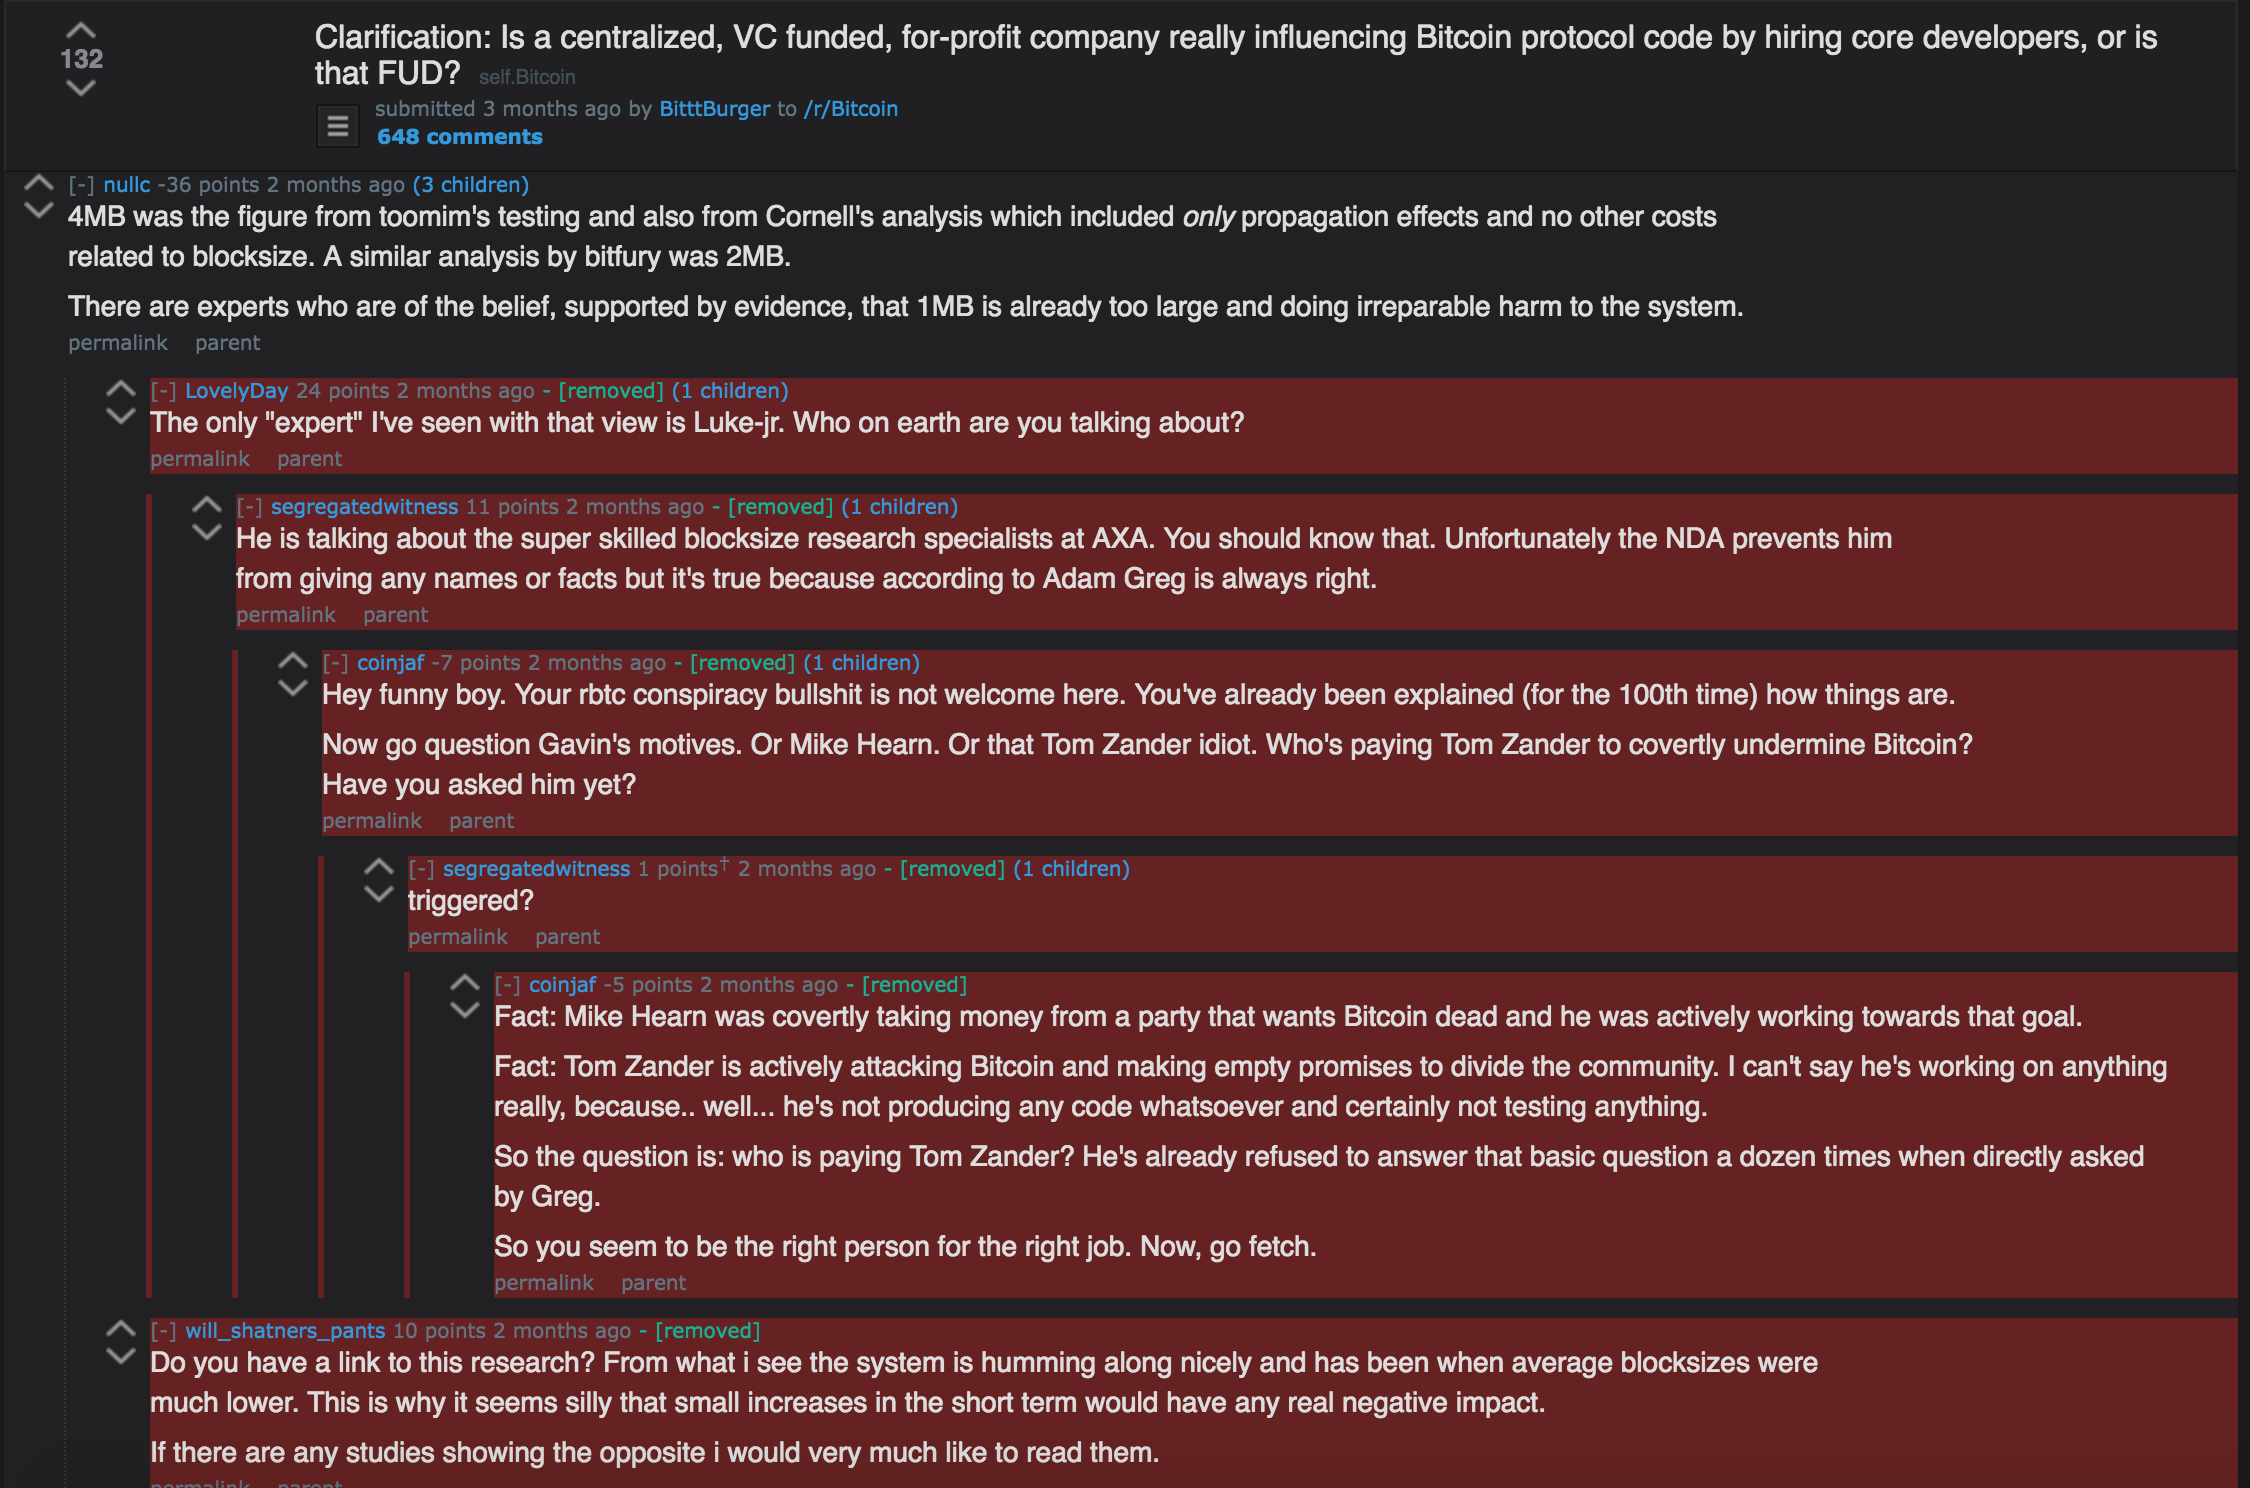 132
Clarification: Is a centralized, VC funded, for-profit company really influencing Bitcoin protocol code by hiring core developers, or is
that FUD? self.Bitcoin
submitted 3 months ago by BitttBurger to /r/Bitcoin
648 comments
[-] nullc -36 points 2 months ago (3 children)
4MB was the figure from toomim's testing and also from Cornell's analysis which included only propagation effects and no other costs
related to blocksize. A similar analysis by bitfury was 2MB.
There are experts who are of the belief, supported by evidence, that 1MB is already too large and doing irreparable harm to the system.
permalink parent
[-] LovelyDay 24 points 2 months ago - [removed] (1 children)
The only "expert" I've seen with that view is Luke-jr. Who on earth are you talking about?
permalink parent
[-] segregatedwitness 11 points 2 months ago - [removed] (1 children)
He is talking about the super skilled blocksize research specialists at AXA. You should know that. Unfortunately the NDA prevents him
from giving any names or facts but it's true because according to Adam Greg is always right.
permalink parent
[-] coinjaf -7 points 2 months ago - [removed] (1 children)
Hey funny boy. Your rbtc conspiracy bullshit is not welcome here. You've already been explained (for the 100th time) how things are.
Now go question Gavin's motives. Or Mike Hearn. Or that Tom Zander idiot. Who's paying Tom Zander to covertly undermine Bitcoin?
Have you asked him yet?
permalink parent
[-] segregatedwitness 1 points† 2 months ago - [removed] (1 children)
triggered?
permalink parent
[-] coinjaf -5 points 2 months ago - [removed]
Fact: Mike Hearn was covertly taking money from a party that wants Bitcoin dead and he was actively working towards that goal.
Fact: Tom Zander is actively attacking Bitcoin and making empty promises to divide the community. I can't say he's working on anything
really, because.. well... he's not producing any code whatsoever and certainly not testing anything.
So the question is: who is paying Tom Zander? He's already refused to answer that basic question a dozen times when directly asked
by Greg.
So you seem to be the right person for the right job. Now, go fetch.
permalink parent
[-] will_shatners_pants 10 points 2 months ago - [removed]
Do you have a link to this research? From what i see the system is humming along nicely and has been when average blocksizes were
much lower. This is why it seems silly that small increases in the short term would have any real negative impact.
If there are any studies showing the opposite i would very much like to read them.
permalink parent